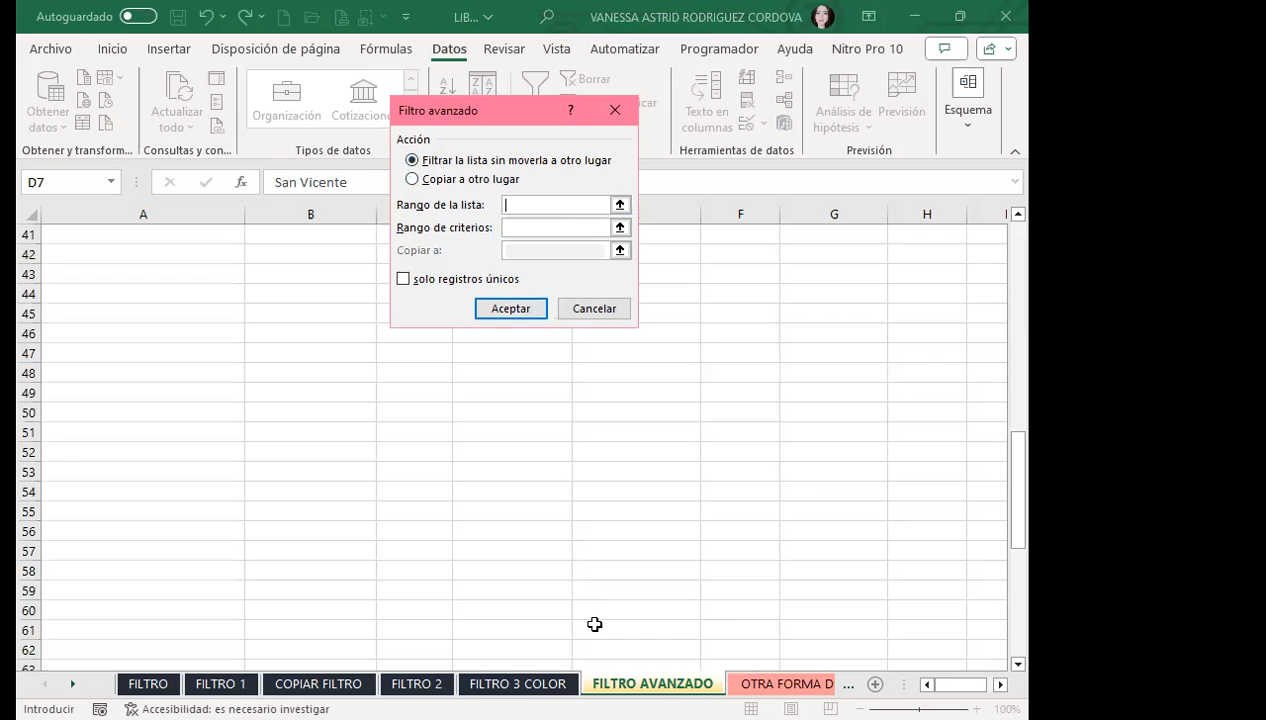 Autoguardado LIB... VANESSA ASTRID RODRIGUEZ CORDOVA
Archivo Inicio Insertar Disposición de página Fórmulas Datos Revisar Vista Automatizar Programador Ayuda Nitro Pro 10
Obtener datos
Actualizar todo
Organización
Cotizacione
Borrar
Texto en columnas
Análisis de hipótesis
Previsión
Esquema
Obtener y transform...
Consultas y con...
Tipos de datos
Herramientas de datos
Previsión
Filtro avanzado ?
Acción
Filtrar la lista sin moverla a otro lugar
Copiar a otro lugar
Rango de la lista:
Rango de criterios:
Copiar a:
solo registros únicos
Aceptar Cancelar
D7 fx San Vicente
A B F G H
41
42
43
44
45
46
47
48
49
50
51
52
53
54
55
56
57
58
59
60
61
62
63
FILTRO FILTRO 1 COPIAR FILTRO FILTRO 2 FILTRO 3 COLOR FILTRO AVANZADO OTRA FORMA D ...
Introducir Accesibilidad: es necesario investigar 100%